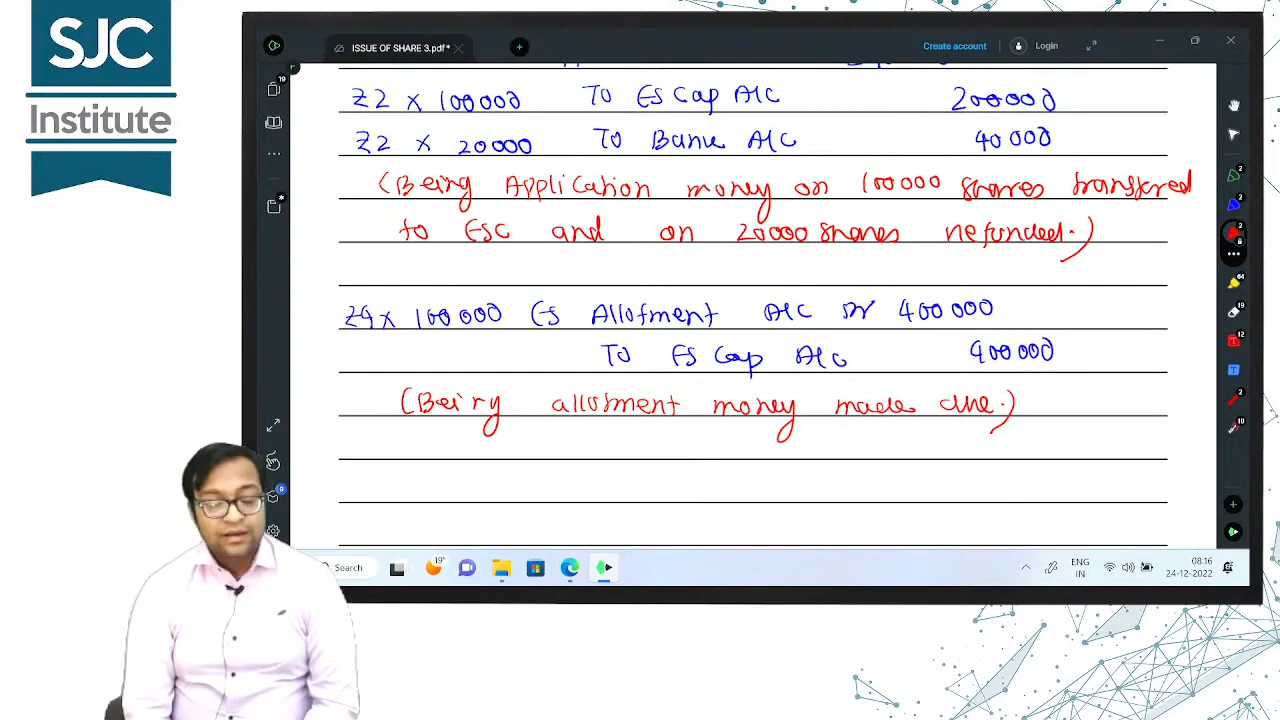 SJC
Institute
ISSUE OF SHARE 3.pdf*
Create account
Login
₹2 x 100000 To ES Cap A/C 200000
₹2 x 20000 To Bank A/C 40000
(Being Application money on 100000 shares transfered
to ESC and on 20000 shares refunded.)
₹4 x 100000 ES Allotment A/C Dr 400000
To ES Cap A/C 400000
(Being allotment money made due.)
Search
19°
ENG
IN
08:16
24-12-2022